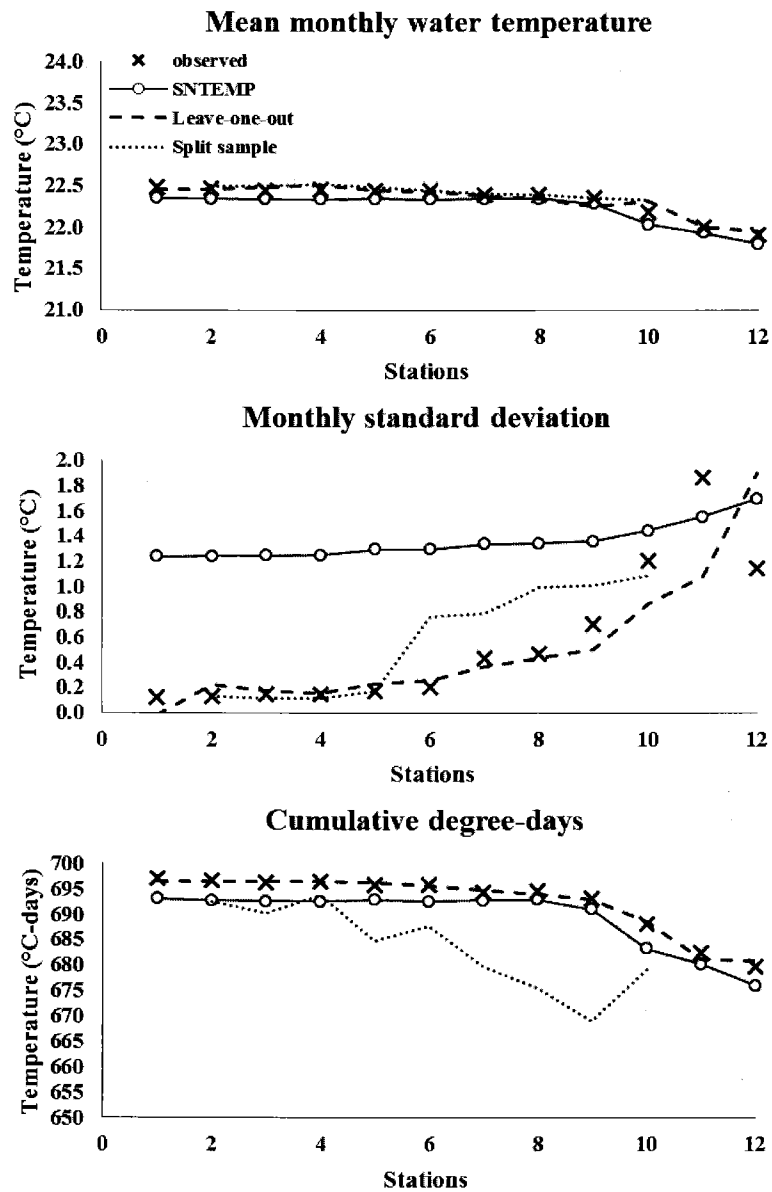 Mean monthly water temperature
24.0
23.5
23.0
22.5
22.0
21.5
21.0
Temperature (°C)
observed
SNTEMP
Leave-one-out
Split sample
0 2 4 6 8 10 12
Stations
Monthly standard deviation
2.0
1.8
1.6
1.4
1.2
1.0
0.8
0.6
0.4
0.2
0.0
Temperature (°C)
0 2 4 6 8 10 12
Stations
Cumulative degree-days
700
695
690
685
680
675
670
665
660
655
650
Temperature (°C-days)
0 2 4 6 8 10 12
Stations